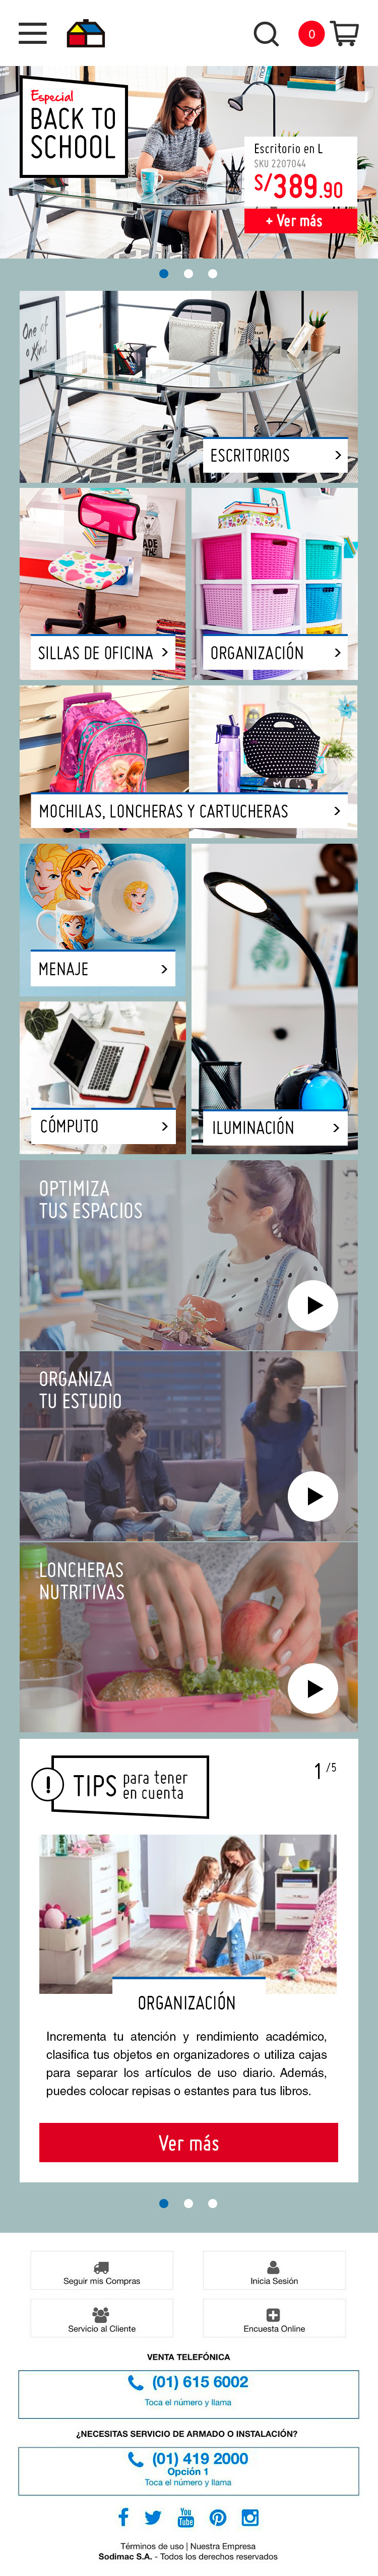 0
Especial
BACK TO
SCHOOL
Escritorio en L
SKU 2207044
S/389.90
+ Ver más
One of
a Kind
ESCRITORIOS >
ADE
THE
SILLAS DE OFICINA >
ORGANIZACIÓN >
MOCHILAS, LONCHERAS Y CARTUCHERAS >
MENAJE >
CÓMPUTO >
ILUMINACIÓN >
OPTIMIZA
TUS ESPACIOS
ORGANIZA
TU ESTUDIO
LONCHERAS
NUTRITIVAS
! TIPS para tener
en cuenta
1 /5
ORGANIZACIÓN
Incrementa tu atención y rendimiento académico,
clasifica tus objetos en organizadores o utiliza cajas
para separar los artículos de uso diario. Además,
puedes colocar repisas o estantes para tus libros.
Ver más
Seguir mis Compras
Inicia Sesión
Servicio al Cliente
Encuesta Online
VENTA TELEFÓNICA
(01) 615 6002
Toca el número y llama
¿NECESITAS SERVICIO DE ARMADO O INSTALACIÓN?
(01) 419 2000
Opción 1
Toca el número y llama
You
Tube
Términos de uso | Nuestra Empresa
Sodimac S.A. - Todos los derechos reservados